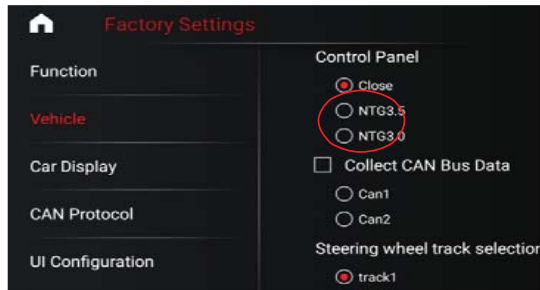 Factory Settings
Function
Vehicle
Car Display
CAN Protocol
UI Configuration
Control Panel
Close
NTG3.5
NTG3.0
Collect CAN Bus Data
Can1
Can2
Steering wheel track selection
track1